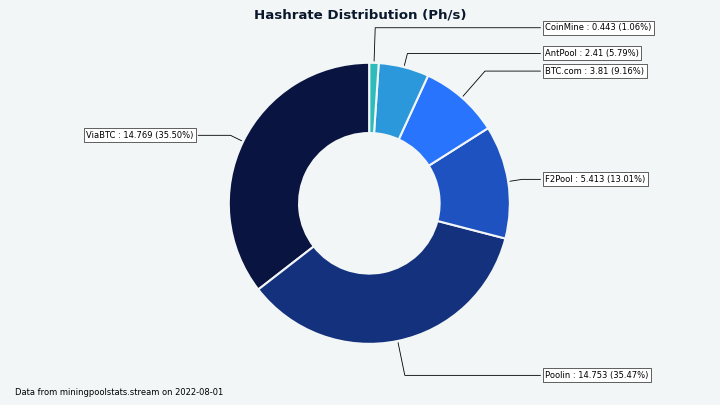 Hashrate Distribution (Ph/s)
CoinMine : 0.443 (1.06%)
AntPool : 2.41 (5.79%)
BTC.com : 3.81 (9.16%)
ViaBTC : 14.769 (35.50%)
F2Pool : 5.413 (13.01%)
Poolin : 14.753 (35.47%)
Data from miningpoolstats.stream on 2022-08-01